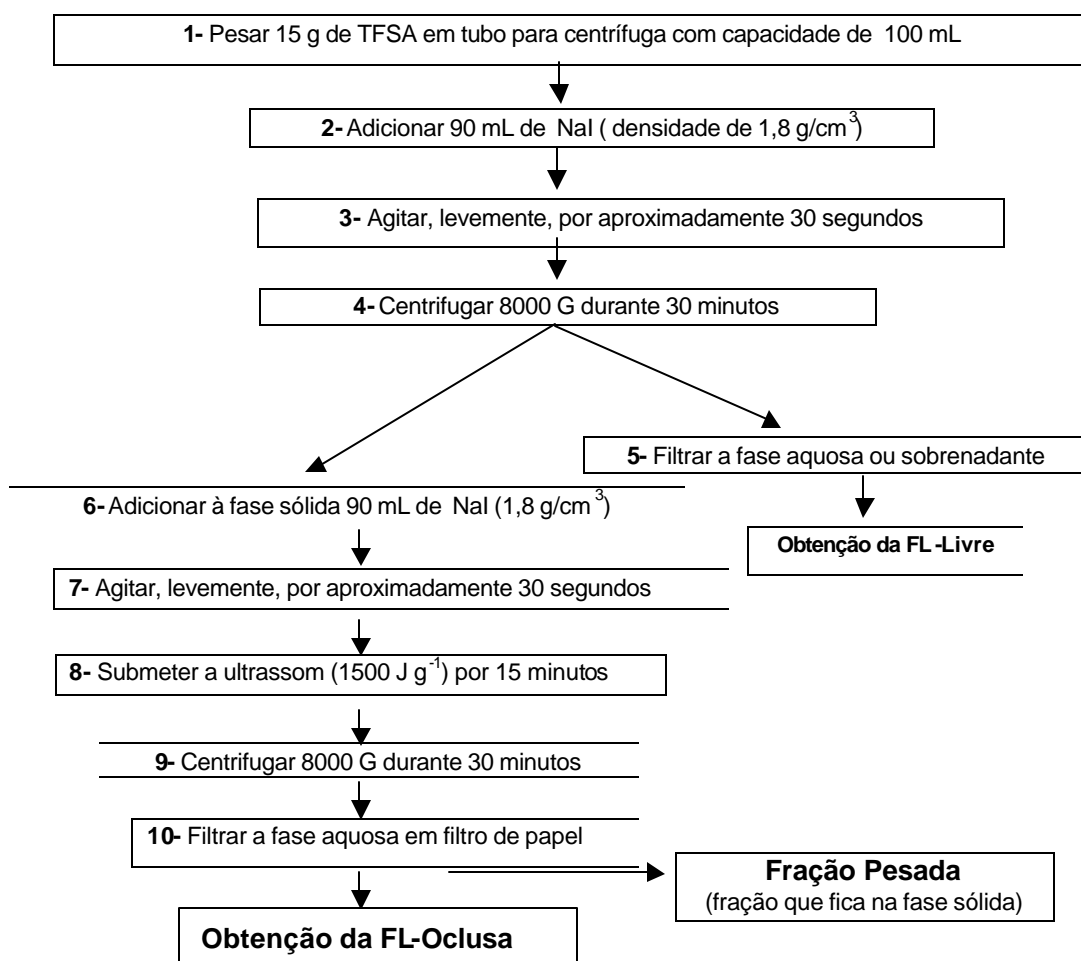 1- Pesar 15 g de TFSA em tubo para centrífuga com capacidade de 100 mL
2- Adicionar 90 mL de NaI ( densidade de 1,8 g/cm³)
3- Agitar, levemente, por aproximadamente 30 segundos
4- Centrifugar 8000 G durante 30 minutos
5- Filtrar a fase aquosa ou sobrenadante
6- Adicionar à fase sólida 90 mL de NaI (1,8 g/cm³)
Obtenção da FL-Livre
7- Agitar, levemente, por aproximadamente 30 segundos
8- Submeter a ultrassom (1500 J g⁻¹) por 15 minutos
9- Centrifugar 8000 G durante 30 minutos
10- Filtrar a fase aquosa em filtro de papel
Fração Pesada
(fração que fica na fase sólida)
Obtenção da FL-Oclusa